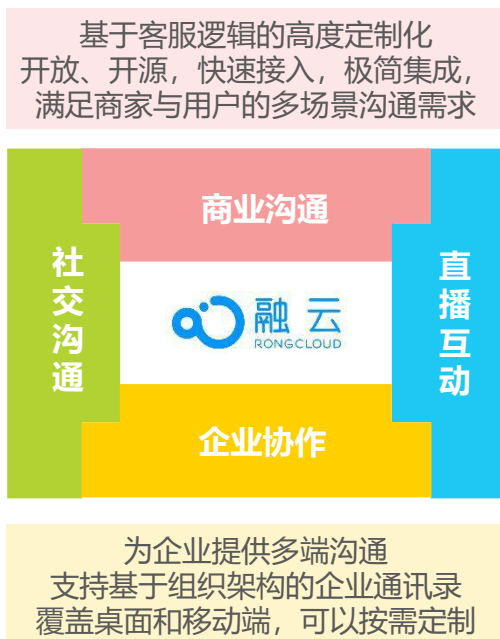 基于客服逻辑的高度定制化
开放、开源，快速接入，极简集成，
满足商家与用户的多场景沟通需求
商业沟通
社交沟通
融云
RONGCLOUD
直播互动
企业协作
为企业提供多端沟通
支持基于组织架构的企业通讯录
覆盖桌面和移动端，可以按需定制